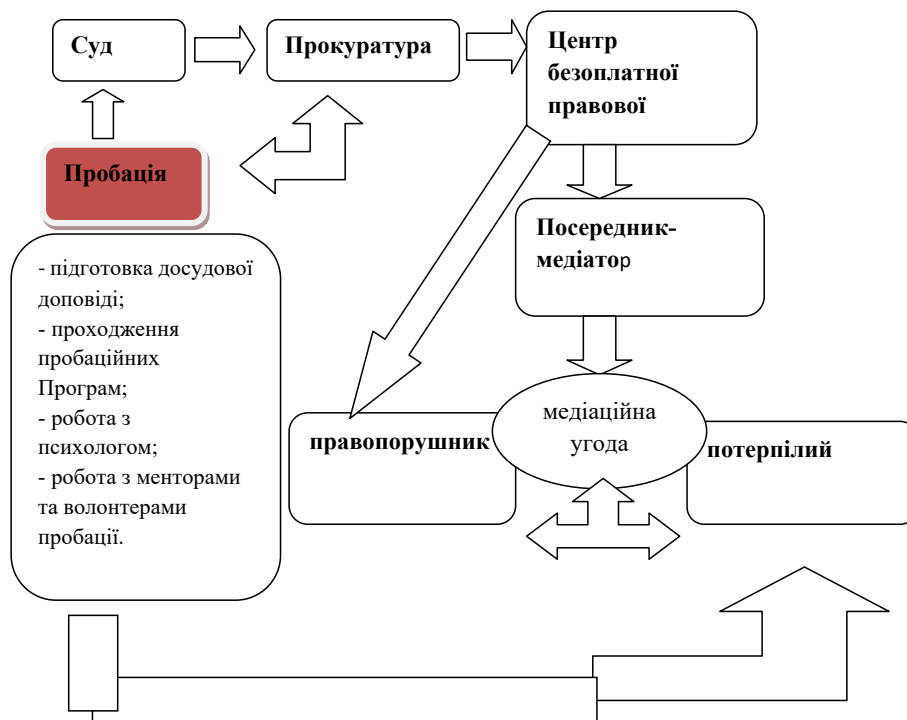 Суд
Прокуратура
Центр
безоплатної
правової
Пробація
Посередник-
медіатор
- підготовка досудової
доповіді;
- проходження
пробаційних
Програм;
- робота з
психологом;
- робота з менторами
та волонтерами
пробації.
медіаційна
угода
правопорушник
потерпілий